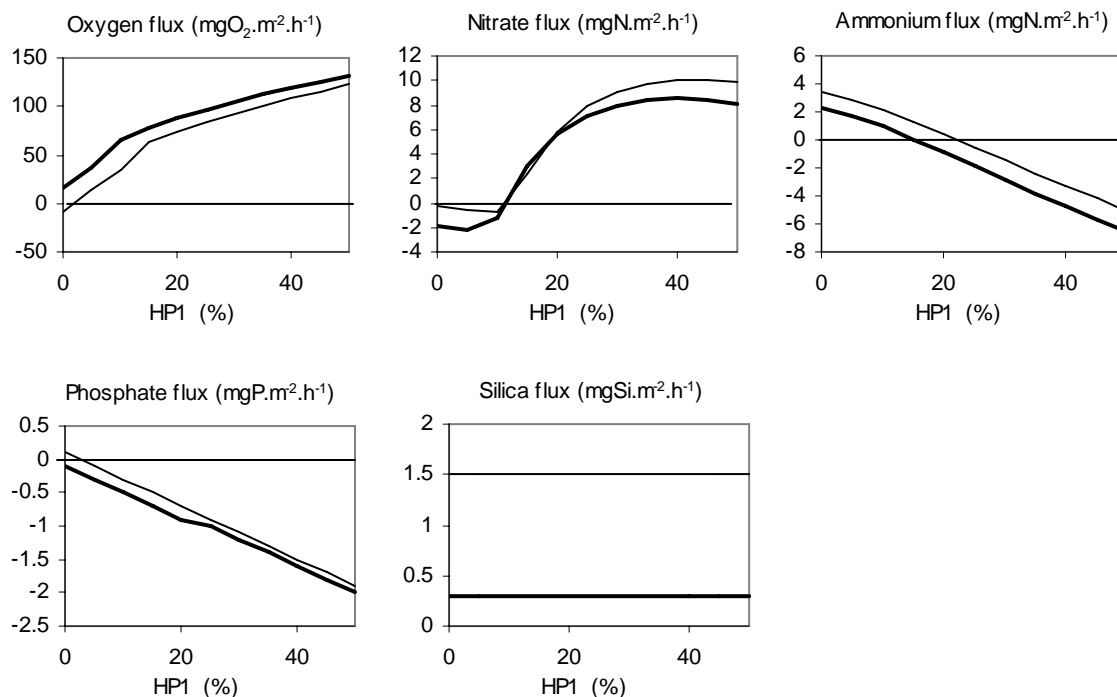 Oxygen flux (mgO₂.m⁻².h⁻¹)
150
100
50
0
-50
0 20 40
HP1 (%)
Nitrate flux (mgN.m⁻².h⁻¹)
12
10
8
6
4
2
0
-2
-4
0 20 40
HP1 (%)
Ammonium flux (mgN.m⁻².h⁻¹)
6
4
2
0
-2
-4
-6
-8
0 20 40
HP1 (%)
Phosphate flux (mgP.m⁻².h⁻¹)
0.5
0
-0.5
-1
-1.5
-2
-2.5
0 20 40
HP1 (%)
Silica flux (mgSi.m⁻².h⁻¹)
2
1.5
1
0.5
0
0 20 40
HP1 (%)